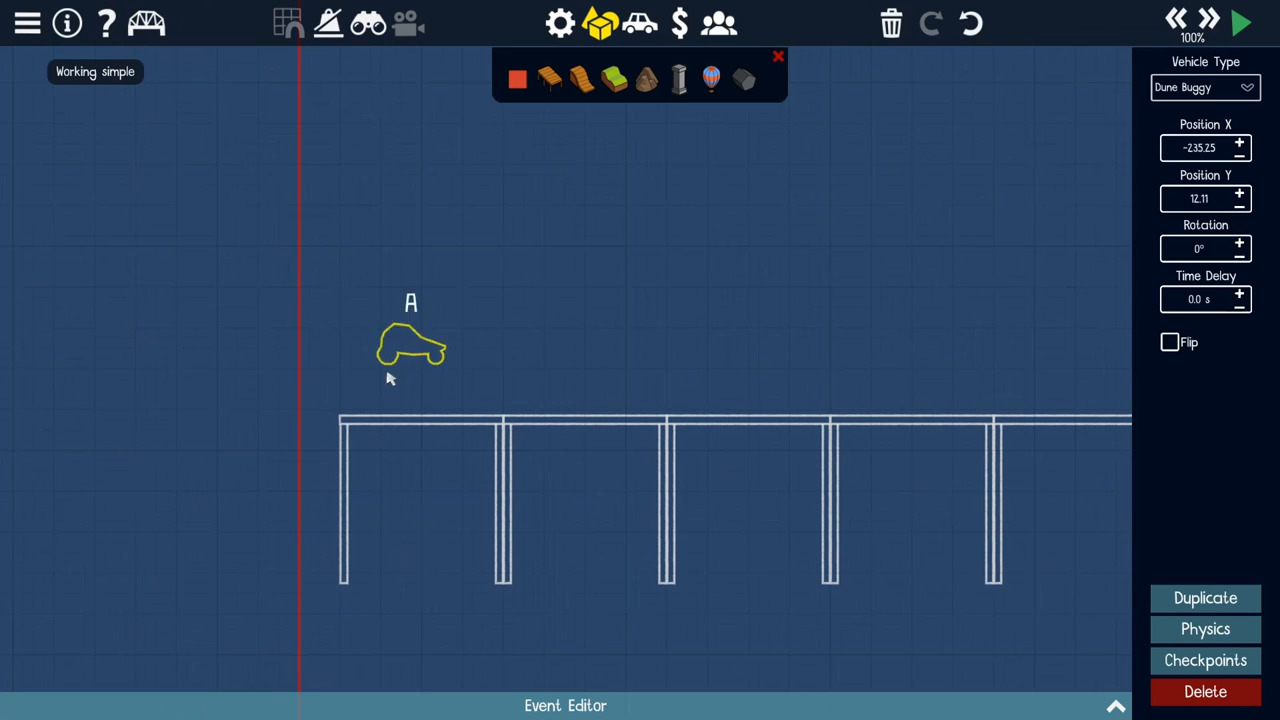 100%
Working simple
Vehicle Type
Dune Buggy
Position X
-235.25
Position Y
12.11
Rotation
0°
Time Delay
0.0 s
Flip
A
Duplicate
Physics
Checkpoints
Delete
Event Editor